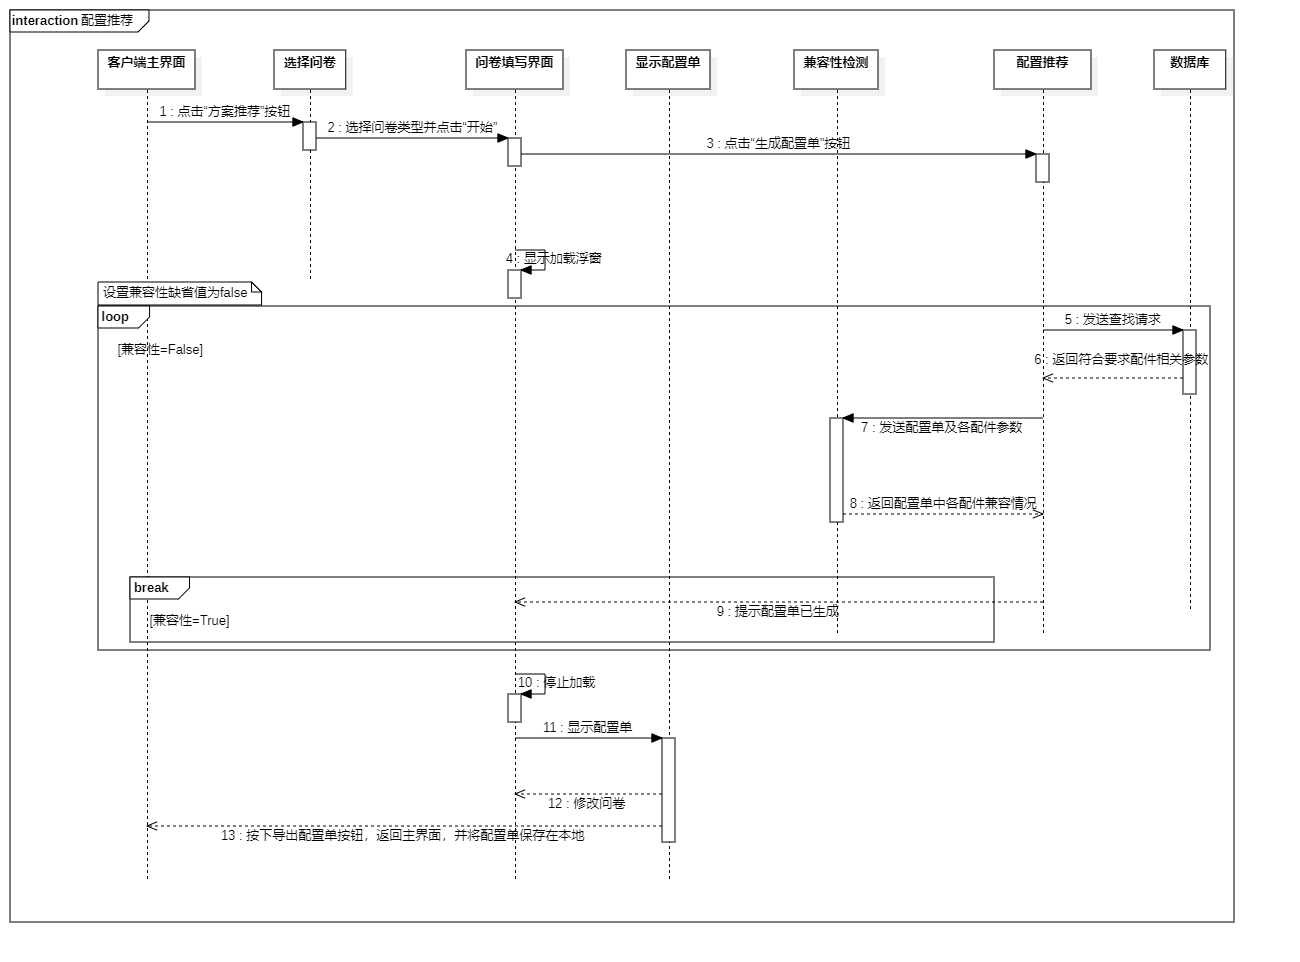 interaction 配置推荐
客户端主界面
选择问卷
问卷填写界面
显示配置单
兼容性检测
配置推荐
数据库
1 : 点击“方案推荐”按钮
2 : 选择问卷类型并点击“开始”
3 : 点击“生成配置单”按钮
4 : 显示加载浮窗
设置兼容性缺省值为false
loop
5 : 发送查找请求
[兼容性=False]
6 : 返回符合要求配件相关参数
7 : 发送配置单及各配件参数
8 : 返回配置单中各配件兼容情况
break
9 : 提示配置单已生成
[兼容性=True]
10 : 停止加载
11 : 显示配置单
12 : 修改问卷
13 : 按下导出配置单按钮，返回主界面，并将配置单保存在本地